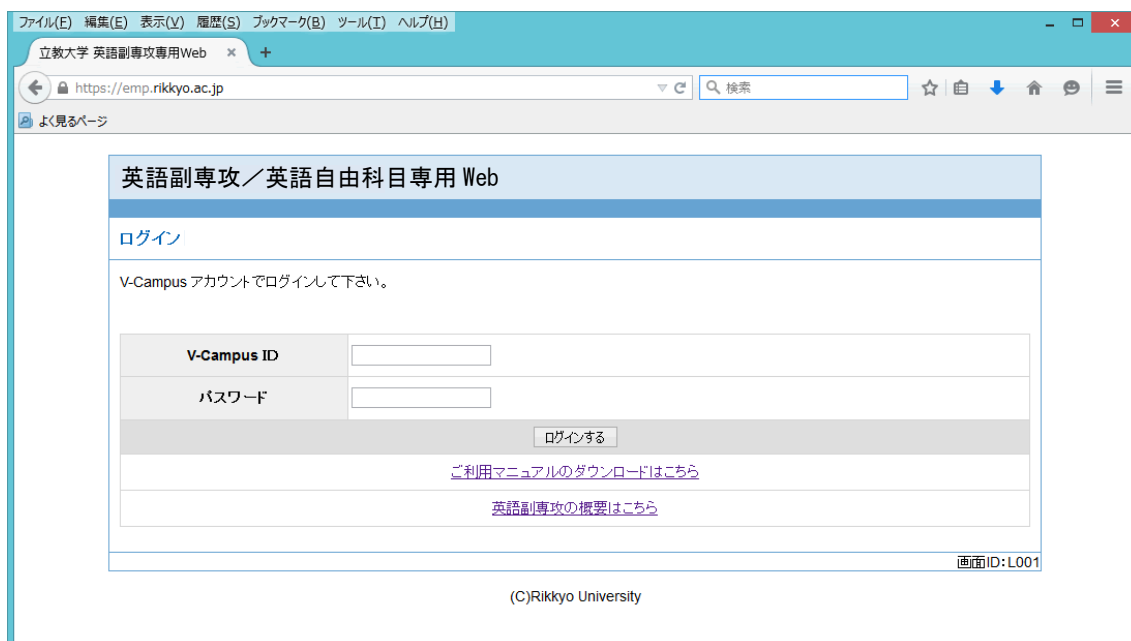 ファイル(F) 編集(E) 表示(V) 履歴(S) ブックマーク(B) ツール(T) ヘルプ(H)
立教大学 英語副専攻専用Web
https://emp.rikkyo.ac.jp
検索
よく見るページ
英語副専攻／英語自由科目専用 Web
ログイン
V-Campus アカウントでログインして下さい。
V-Campus ID
パスワード
ログインする
ご利用マニュアルのダウンロードはこちら
英語副専攻の概要はこちら
画面ID:L001
(C)Rikkyo University